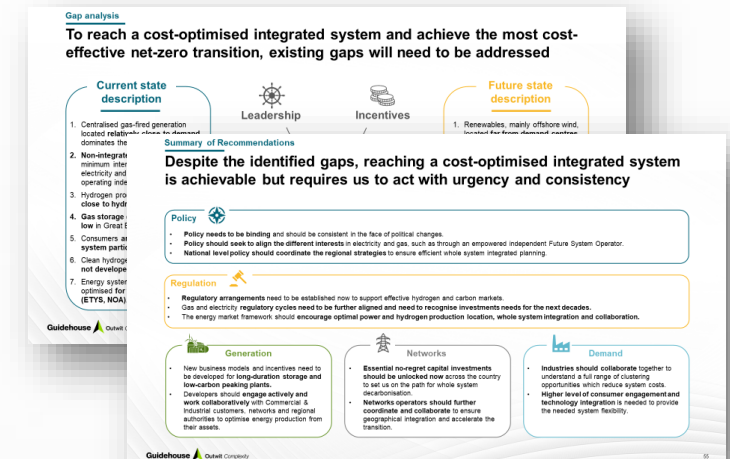 Gap analysis
To reach a cost-optimised integrated system and achieve the most cost-
effective net-zero transition, existing gaps will need to be addressed
Current state
description
Leadership
Incentives
Future state
description
1. Centralised gas-fired generation
located relatively close to demand
dominates the
2. Non-integrate
minimum inter
electricity and
operating inde
3. Hydrogen pro
close to hydr
4. Gas storage
low in Great B
5. Consumers a
system partic
6. Clean hydroge
not develope
7. Energy system
optimised for
(ETYS, NOA)
1. Renewables, mainly offshore wind,
located far from demand centres
Guidehouse Outwit
Summary of Recommendations
Despite the identified gaps, reaching a cost-optimised integrated system
is achievable but requires us to act with urgency and consistency
Policy
• Policy needs to be binding and should be consistent in the face of political changes.
• Policy should seek to align the different interests in electricity and gas, such as through an empowered independent Future System Operator.
• National level policy should coordinate the regional strategies to ensure efficient whole system integrated planning.
Regulation
• Regulatory arrangements need to be established now to support effective hydrogen and carbon markets.
• Gas and electricity regulatory cycles need to be further aligned and need to recognise investments needs for the next decades.
• The energy market framework should encourage optimal power and hydrogen production location, whole system integration and collaboration.
Generation
• New business models and incentives need to
be developed for long-duration storage and
low-carbon peaking plants.
• Developers should engage actively and
work collaboratively with Commercial &
Industrial customers, networks and regional
authorities to optimise energy production from
their assets.
Networks
• Essential no-regret capital investments
should be unlocked now across the country
to set us on the path for whole system
decarbonisation.
• Networks operators should further
coordinate and collaborate to ensure
geographical integration and accelerate the
transition.
Demand
• Industries should collaborate together to
understand a full range of clustering
opportunities which reduce system costs.
• Higher level of consumer engagement and
technology integration is needed to provide
the needed system flexibility.
Guidehouse Outwit Complexity
55